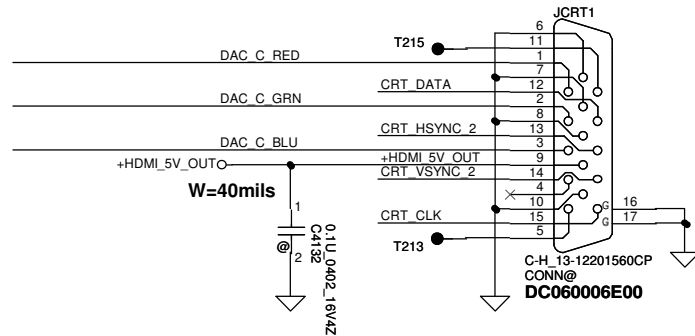 JCRT1
6
T215
11
DAC_C_RED
1
7
CRT_DATA
12
DAC_C_GRN
2
8
CRT_HSYNC_2
13
DAC_C_BLU
3
+HDMI_5V_OUT
+HDMI_5V_OUT
9
W=40mils
CRT_VSYNC_2
14
4
10
G
16
CRT_CLK
15
G
17
T213
5
1
2
@
C4132
0.1U_0402_16V4Z
C-H_13-12201560CP
CONN@
DC060006E00